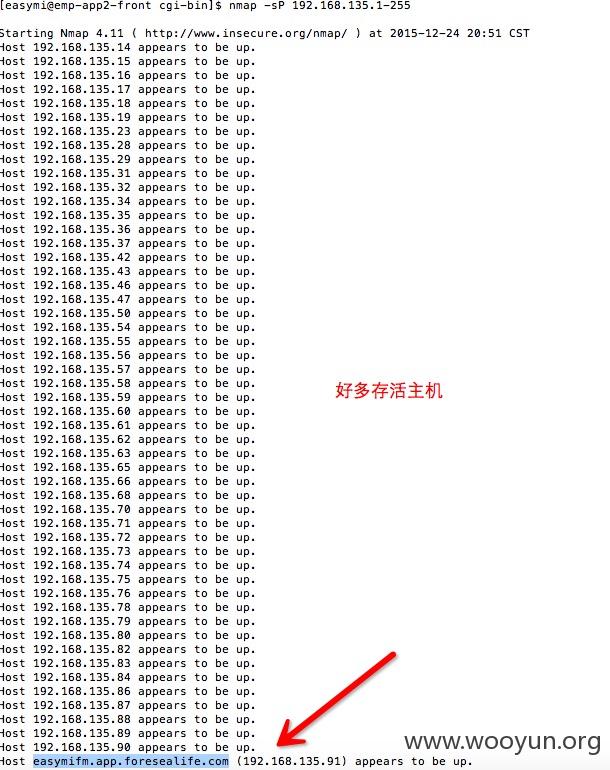 [easymi@emp-app2-front cgi-bin]$ nmap -sP 192.168.135.1-255
Starting Nmap 4.11 ( http://www.insecure.org/nmap/ ) at 2015-12-24 20:51 CST
Host 192.168.135.14 appears to be up.
Host 192.168.135.15 appears to be up.
Host 192.168.135.16 appears to be up.
Host 192.168.135.17 appears to be up.
Host 192.168.135.18 appears to be up.
Host 192.168.135.19 appears to be up.
Host 192.168.135.23 appears to be up.
Host 192.168.135.28 appears to be up.
Host 192.168.135.29 appears to be up.
Host 192.168.135.31 appears to be up.
Host 192.168.135.32 appears to be up.
Host 192.168.135.34 appears to be up.
Host 192.168.135.35 appears to be up.
Host 192.168.135.36 appears to be up.
Host 192.168.135.37 appears to be up.
Host 192.168.135.42 appears to be up.
Host 192.168.135.43 appears to be up.
Host 192.168.135.46 appears to be up.
Host 192.168.135.47 appears to be up.
Host 192.168.135.50 appears to be up.
Host 192.168.135.54 appears to be up.
Host 192.168.135.55 appears to be up.
Host 192.168.135.56 appears to be up.
Host 192.168.135.57 appears to be up.
Host 192.168.135.58 appears to be up.
好多存活主机
Host 192.168.135.59 appears to be up.
Host 192.168.135.60 appears to be up.
Host 192.168.135.61 appears to be up.
Host 192.168.135.62 appears to be up.
Host 192.168.135.63 appears to be up.
Host 192.168.135.65 appears to be up.
Host 192.168.135.66 appears to be up.
Host 192.168.135.68 appears to be up.
Host 192.168.135.70 appears to be up.
Host 192.168.135.71 appears to be up.
Host 192.168.135.72 appears to be up.
Host 192.168.135.73 appears to be up.
Host 192.168.135.74 appears to be up.
Host 192.168.135.75 appears to be up.
Host 192.168.135.76 appears to be up.
Host 192.168.135.78 appears to be up.
Host 192.168.135.79 appears to be up.
Host 192.168.135.80 appears to be up.
Host 192.168.135.82 appears to be up.
Host 192.168.135.83 appears to be up.
Host 192.168.135.84 appears to be up.
Host 192.168.135.86 appears to be up.
Host 192.168.135.87 appears to be up.
Host 192.168.135.88 appears to be up.
Host 192.168.135.89 appears to be up.
Host 192.168.135.90 appears to be up.
www.wooyun.org
Host easymifm.app.foresealife.com (192.168.135.91) appears to be up.